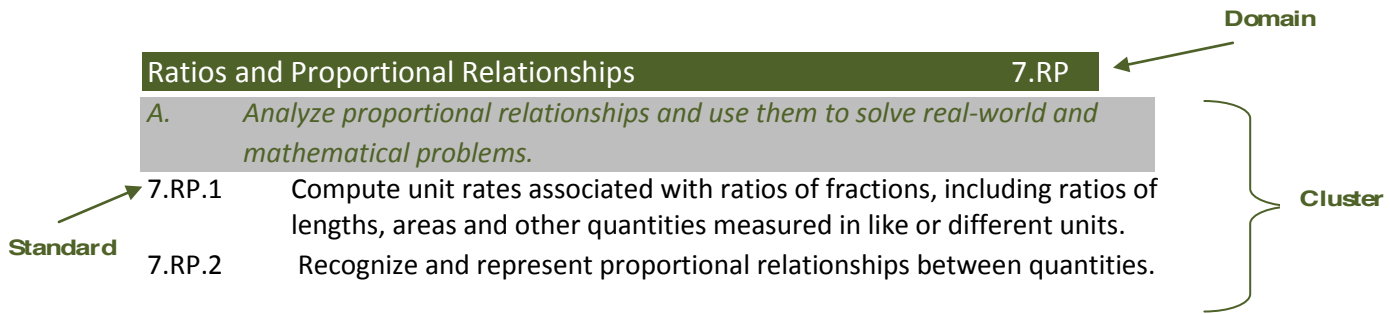 Domain
Ratios and Proportional Relationships 7.RP
A. Analyze proportional relationships and use them to solve real-world and
mathematical problems.
7.RP.1 Compute unit rates associated with ratios of fractions, including ratios of
lengths, areas and other quantities measured in like or different units.
Cluster
Standard
7.RP.2 Recognize and represent proportional relationships between quantities.